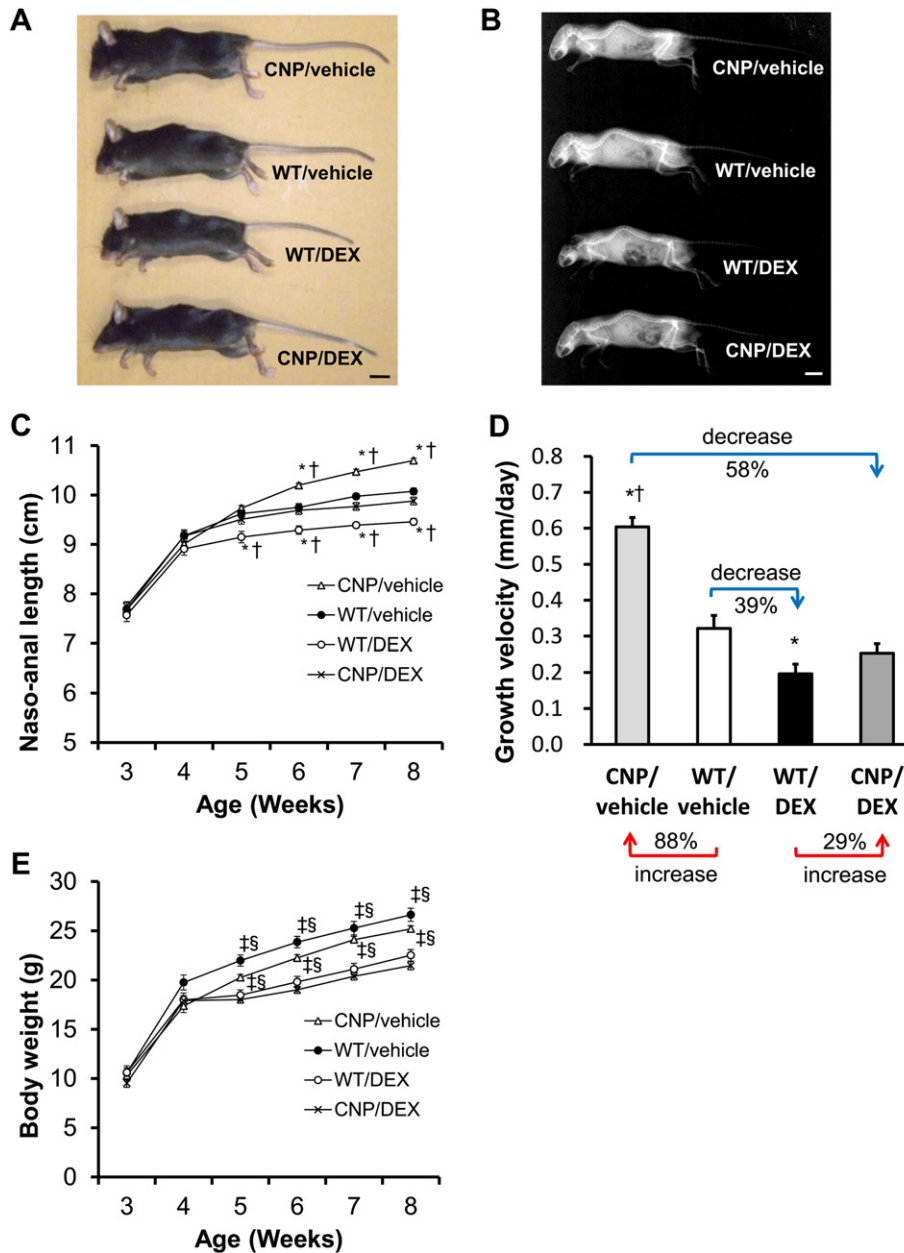 A
CNP/vehicle
WT/vehicle
WT/DEX
CNP/DEX
B
CNP/vehicle
WT/vehicle
WT/DEX
CNP/DEX
C
Naso-anal length (cm)
11
10
9
8
7
6
5
* †
* †
* †
* †
* †
* †
* †
CNP/vehicle
WT/vehicle
WT/DEX
CNP/DEX
3 4 5 6 7 8
Age (Weeks)
D
Growth velocity (mm/day)
0.8
0.7
0.6
0.5
0.4
0.3
0.2
0.1
0.0
decrease
58%
*†
decrease
39%
*
CNP/ WT/ WT/ CNP/
vehicle vehicle DEX DEX
88% 29%
increase increase
E
Body weight (g)
30
25
20
15
10
5
0
‡§
‡§
‡§
‡§
‡§
‡§
‡§
‡§
CNP/vehicle
WT/vehicle
WT/DEX
CNP/DEX
3 4 5 6 7 8
Age (Weeks)